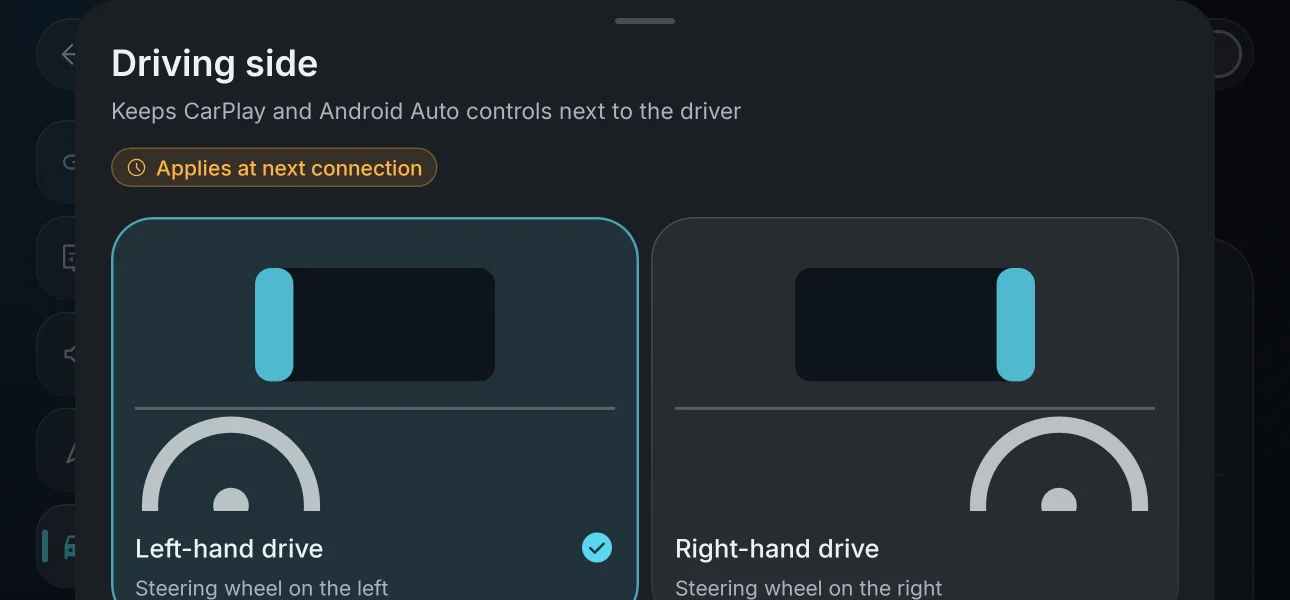 Driving side
Keeps CarPlay and Android Auto controls next to the driver
Applies at next connection
Left-hand drive
Steering wheel on the left
Right-hand drive
Steering wheel on the right